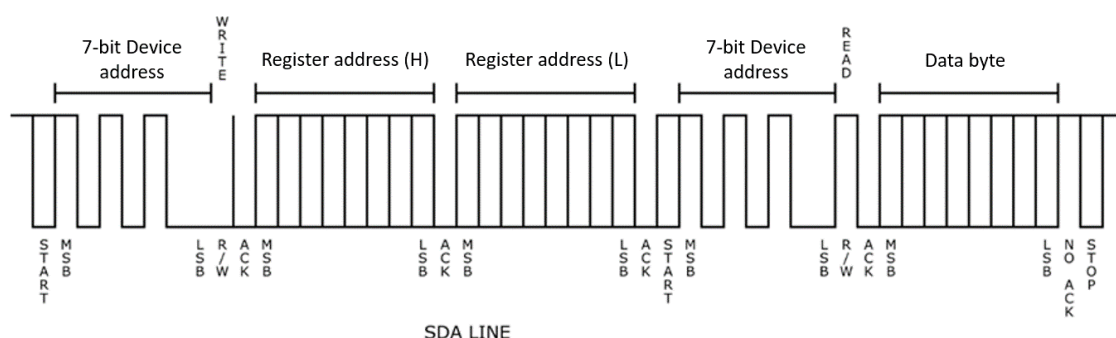 WRITE
READ
7-bit Device
address
Register address (H)
Register address (L)
7-bit Device
address
Data byte
START
MSB
LSB
R/W
ACK
MSB
LSB
ACK
MSB
LSB
ACK
START
MSB
LSB
R/W
ACK
MSB
LSB
NO ACK
STOP
SDA LINE